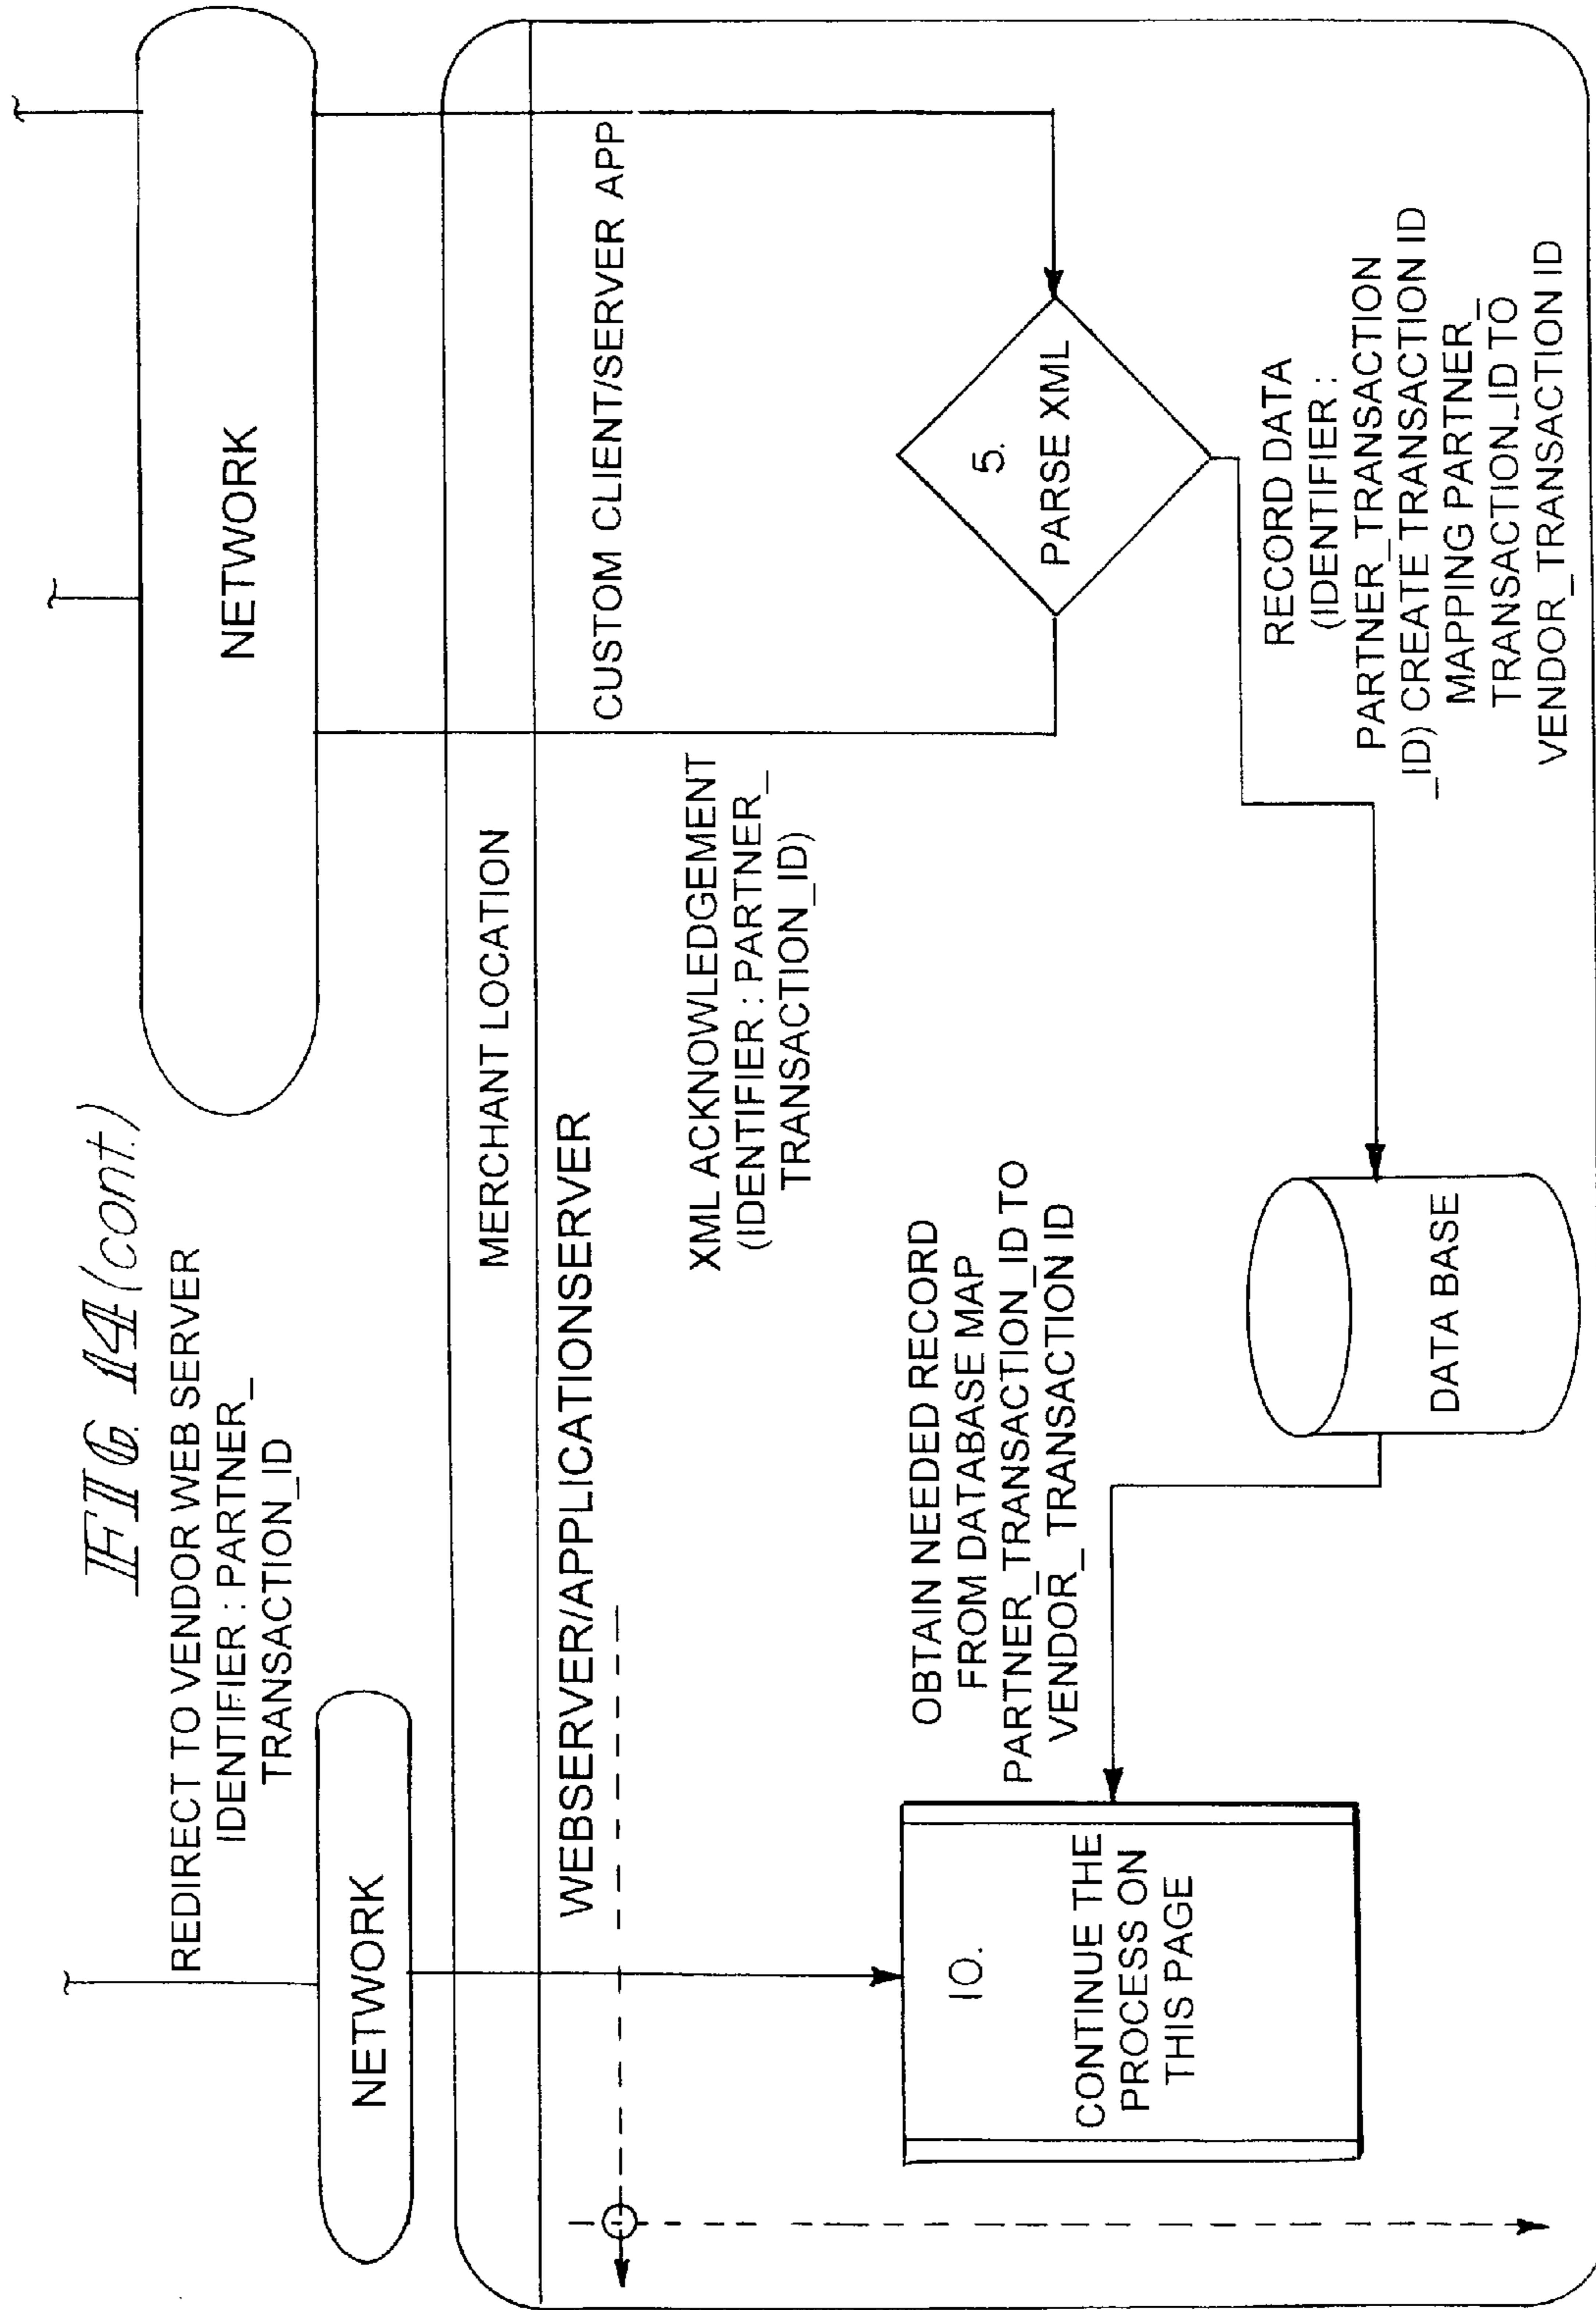 FIG. 14 (cont.)
REDIRECT TO VENDOR WEB SERVER
IDENTIFIER : PARTNER_
TRANSACTION_ID
NETWORK
NETWORK
MERCHANT LOCATION
WEBSERVER/APPLICATIONSERVER
CUSTOM CLIENT/SERVER APP
XML ACKNOWLEDGEMENT
(IDENTIFIER : PARTNER_
TRANSACTION_ID)
OBTAIN NEEDED RECORD
FROM DATABASE MAP
PARTNER_TRANSACTION_ID TO
VENDOR_TRANSACTION ID
10.
CONTINUE THE
PROCESS ON
THIS PAGE
DATA BASE
5.
PARSE XML
RECORD DATA
(IDENTIFIER :
PARTNER_TRANSACTION
_ID) CREATE TRANSACTION ID
MAPPING PARTNER_
TRANSACTION_ID TO
VENDOR_TRANSACTION ID